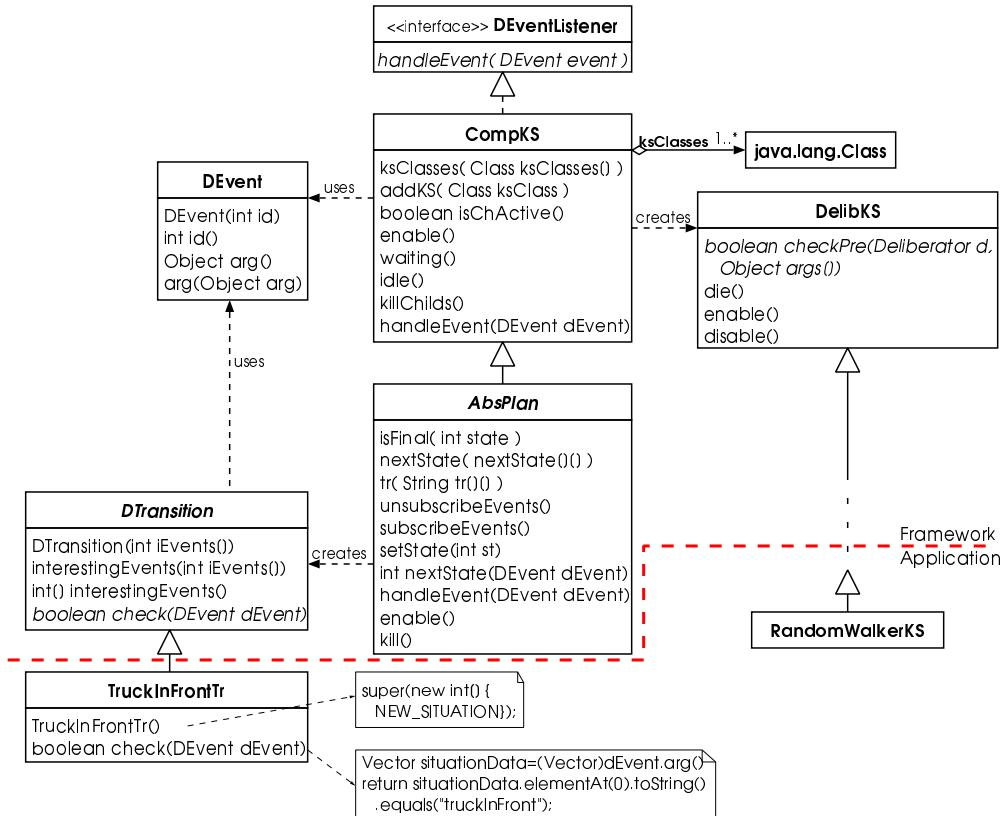 <<interface>> DEventListener
handleEvent( DEvent event )
CompKS
ksClasses( Class ksClasses[] )
addKS( Class ksClass )
boolean isChActive()
enable()
waiting()
idle()
killChilds()
handleEvent(DEvent dEvent)
ksClasses 1..*
java.lang.Class
DEvent
DEvent(int id)
int id()
Object arg()
arg(Object arg)
uses
creates
DelibKS
boolean checkPre(Deliberator d,
Object args[])
die()
enable()
disable()
uses
AbsPlan
isFinal( int state )
nextState( nextState[][] )
tr( String tr[][] )
unsubscribeEvents()
subscribeEvents()
setState(int st)
int nextState(DEvent dEvent)
handleEvent(DEvent dEvent)
enable()
kill()
DTransition
DTransition(int iEvents[])
interestingEvents(int iEvents[])
int[] interestingEvents()
boolean check(DEvent dEvent)
creates
Framework
Application
RandomWalkerKS
TruckInFrontTr
TruckInFrontTr()
boolean check(DEvent dEvent)
super(new int[] {
NEW_SITUATION});
Vector situationData=(Vector)dEvent.arg()
return situationData.elementAt(0).toString()
.equals("truckInFront");